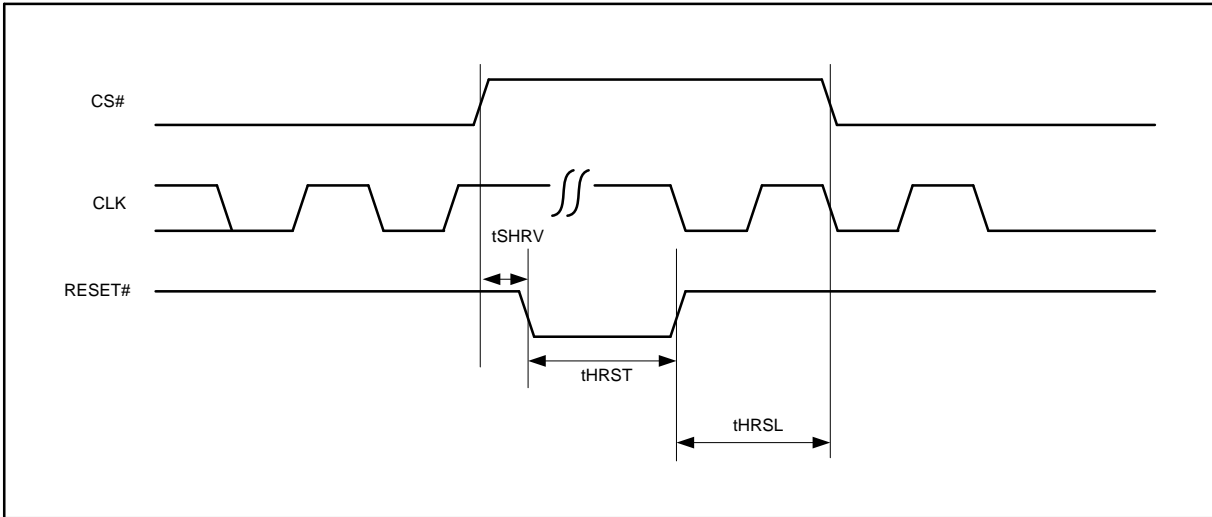 CS#
CLK
tSHRV
RESET#
tHRST
tHRSL